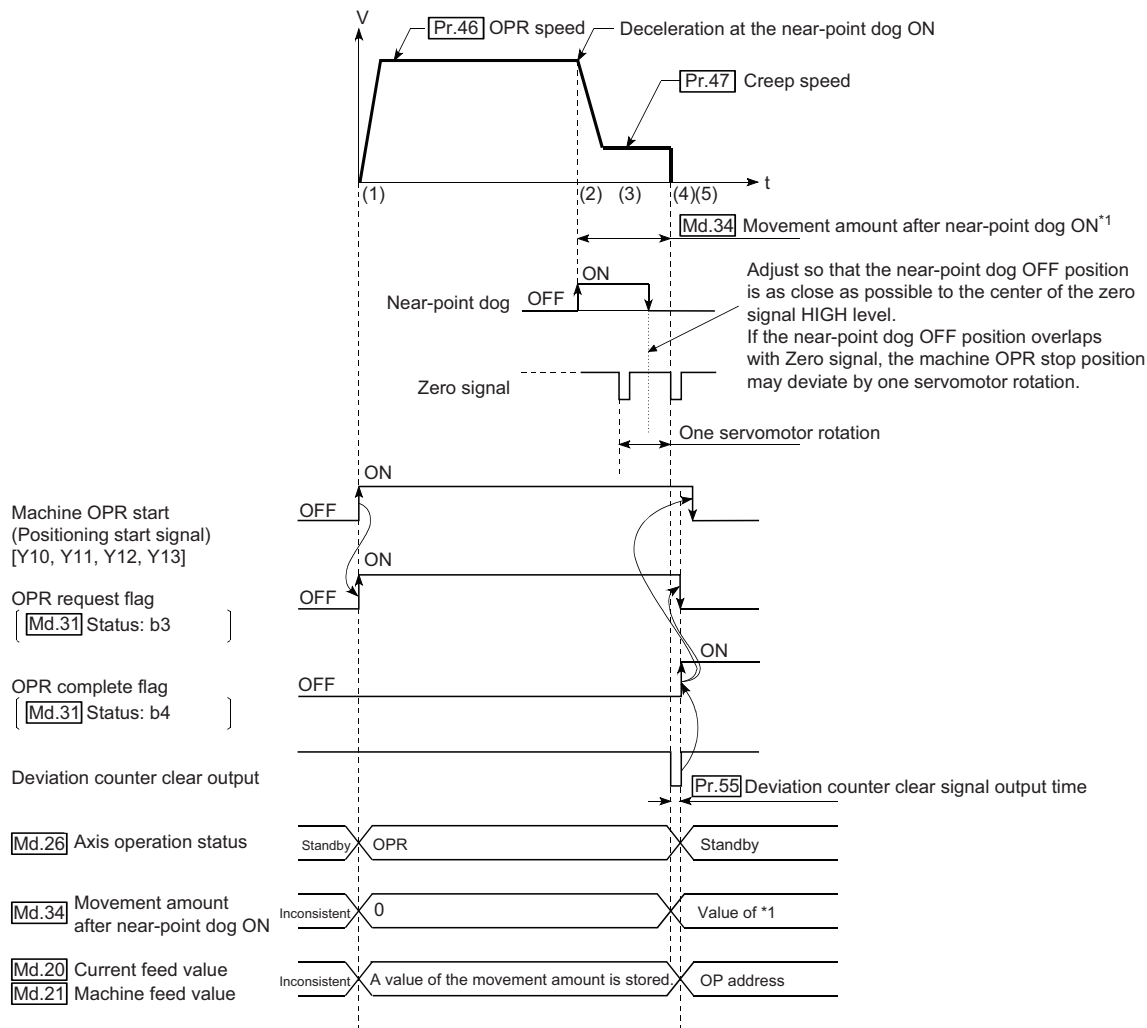 V
Pr.46 OPR speed
Deceleration at the near-point dog ON
Pr.47 Creep speed
t
(1)
(2)
(3)
(4)(5)
Md.34 Movement amount after near-point dog ON*1
Near-point dog
OFF
ON
Adjust so that the near-point dog OFF position
is as close as possible to the center of the zero
signal HIGH level.
If the near-point dog OFF position overlaps
with Zero signal, the machine OPR stop position
may deviate by one servomotor rotation.
Zero signal
One servomotor rotation
ON
OFF
Machine OPR start
(Positioning start signal)
[Y10, Y11, Y12, Y13]
ON
OFF
OPR request flag
[ Md.31 Status: b3 ]
ON
OFF
OPR complete flag
[ Md.31 Status: b4 ]
Deviation counter clear output
Pr.55 Deviation counter clear signal output time
Md.26 Axis operation status
Standby
OPR
Standby
Md.34 Movement amount
after near-point dog ON
Inconsistent
0
Value of *1
Md.20 Current feed value
Md.21 Machine feed value
Inconsistent
A value of the movement amount is stored.
OP address